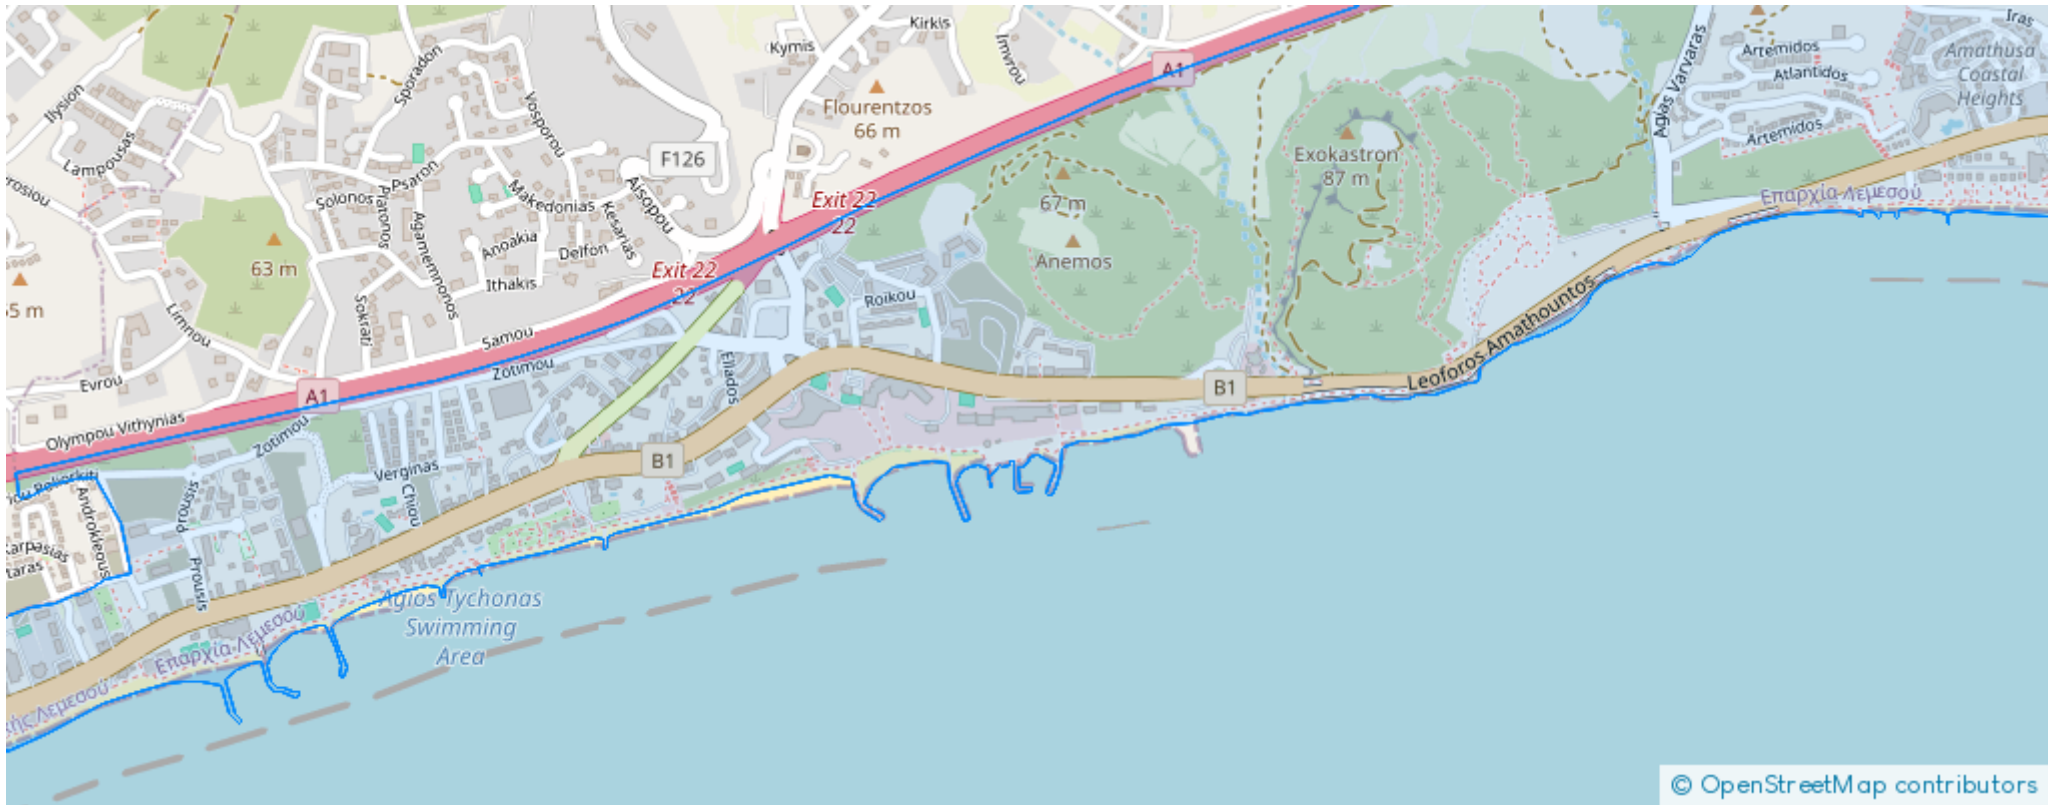 Kirkis
Iras
Kymis
Imvrou
A1
Artemidos
Amathusa
Coastal
Heights
Atlantidos
Sporadon
Ilysion
Vosporou
Flourentzos
66 m
Agias Varvaras
Artemidos
Lampousas
F126
Exokastron
87 m
Psaron
Solonos
Platonos
Makedonias
Aisopou
Kesarias
Exit 22
22
67 m
Επαρχία Λεμεσού
Agamemnonos
Anoakia
Delfon
63 m
Anemos
Exit 22
22
Ithakis
Roikou
55 m
Limnou
Sokrati
Samou
Leoforos Amathountos
Zotimou
Eliados
Evrou
A1
B1
Olympou Vithynias
Zotimou
B1
Verginas
Chiou
Androkleous
Prousis
Karpasias
taras
Prousis
Agios Tychonas
Swimming
Area
Επαρχία Λεμεσού
Λεμεσού
© OpenStreetMap contributors